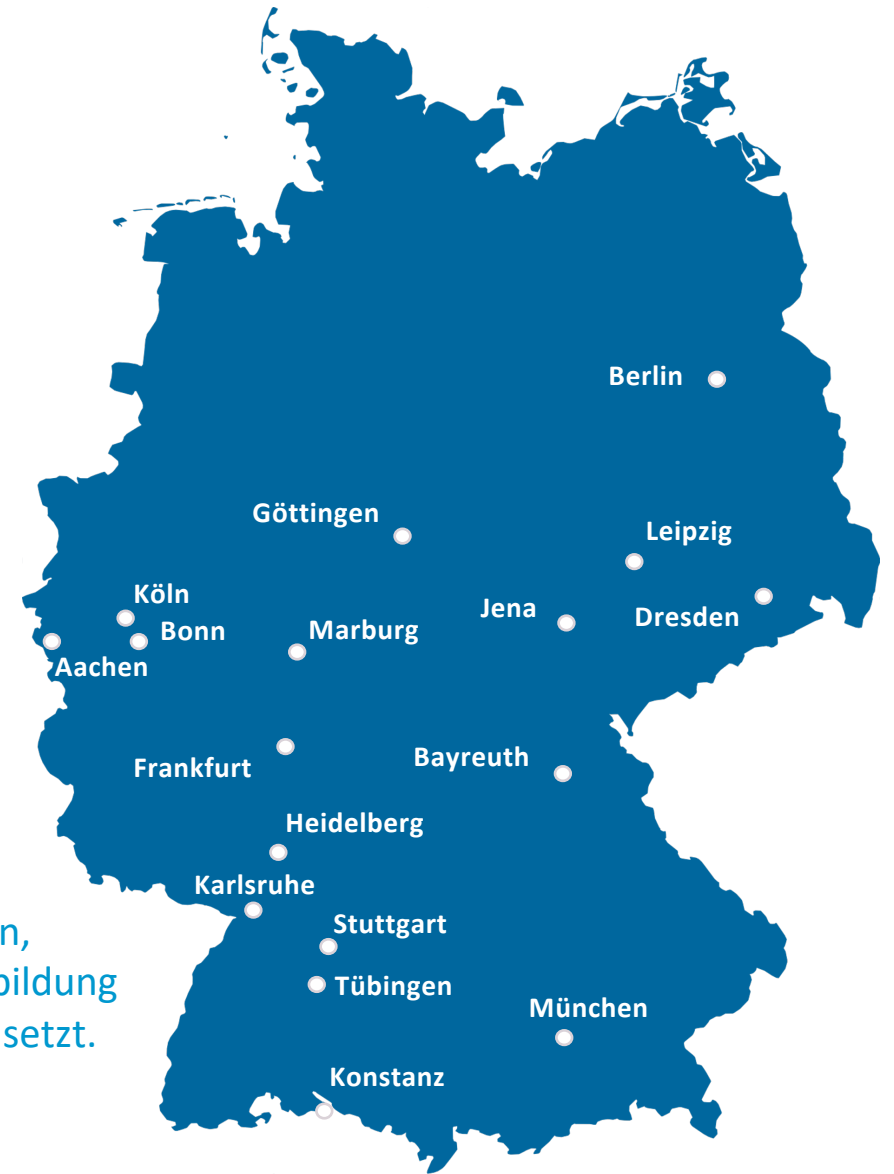 Berlin
Göttingen
Leipzig
Köln
Jena
Dresden
Bonn
Marburg
Aachen
Bayreuth
Frankfurt
Heidelberg
Karlsruhe
Stuttgart
n,
bildung
Tübingen
setzt.
München
Konstanz